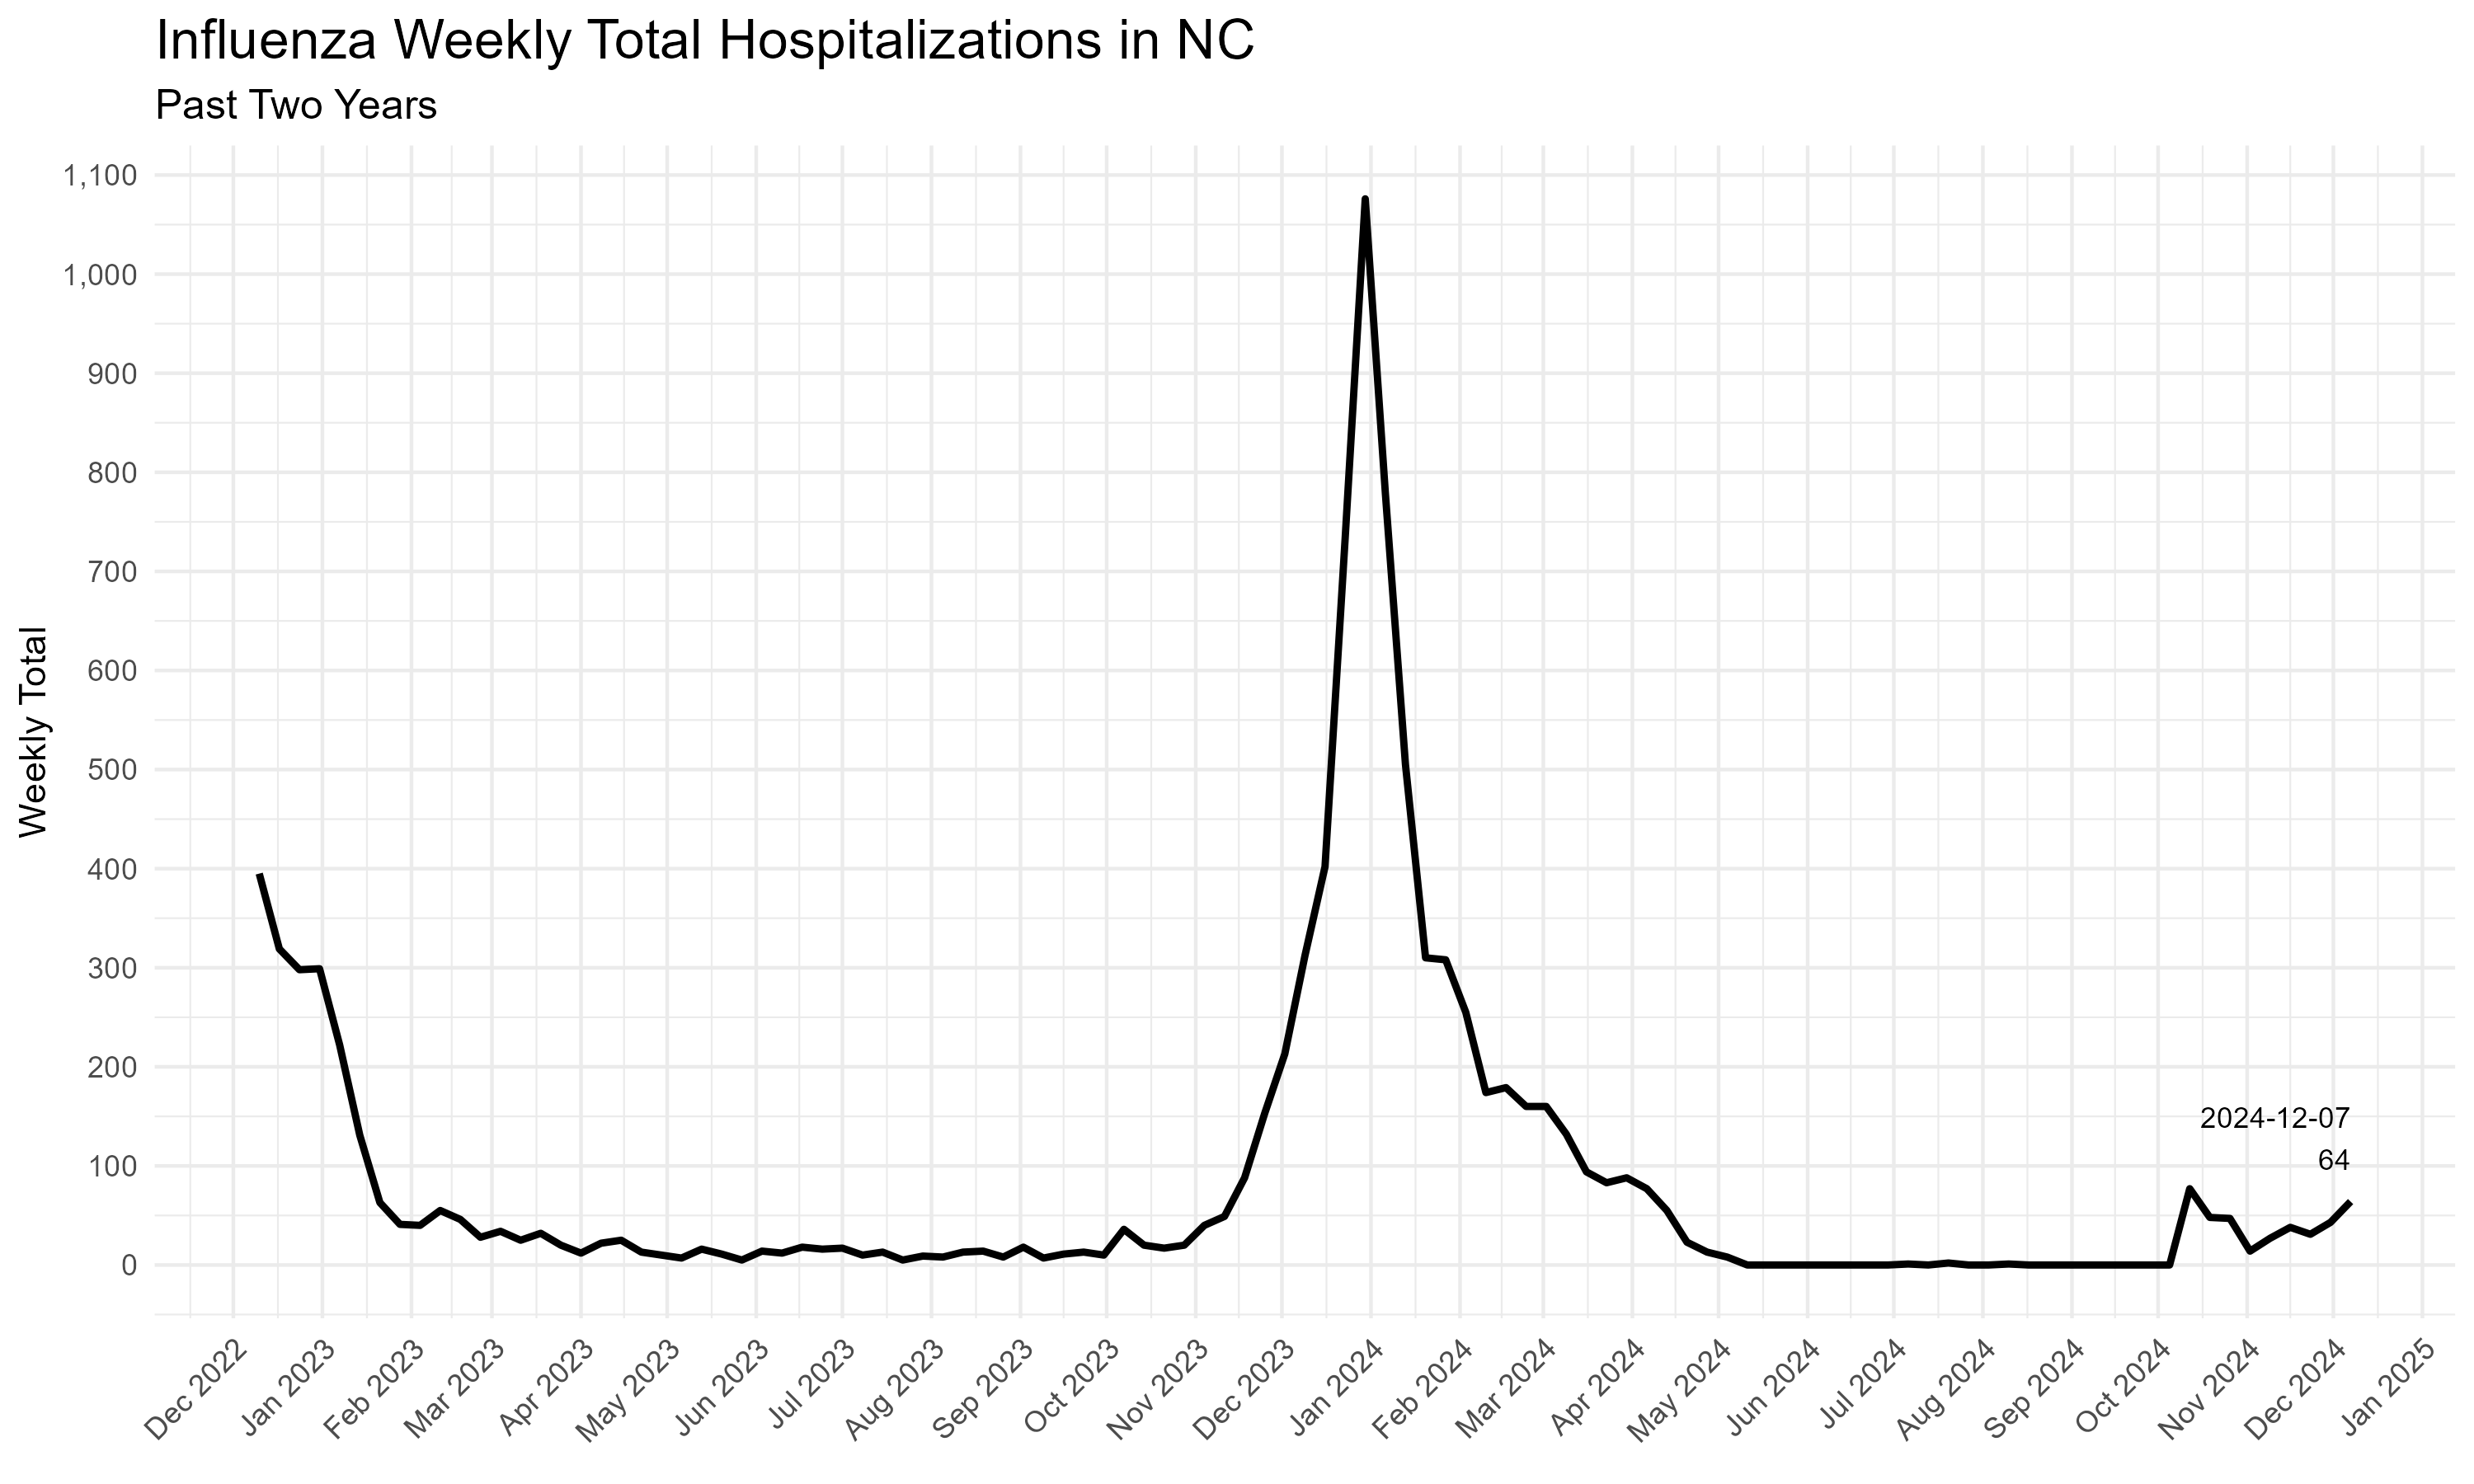 Influenza Weekly Total Hospitalizations in NC
Past Two Years
1,100
1,000
900
800
700
600
500
400
300
200
100
0
Weekly Total
2024-12-07
64
Dec 2022
Jan 2023
Feb 2023
Mar 2023
Apr 2023
May 2023
Jun 2023
Jul 2023
Aug 2023
Sep 2023
Oct 2023
Nov 2023
Dec 2023
Jan 2024
Feb 2024
Mar 2024
Apr 2024
May 2024
Jun 2024
Jul 2024
Aug 2024
Sep 2024
Oct 2024
Nov 2024
Dec 2024
Jan 2025